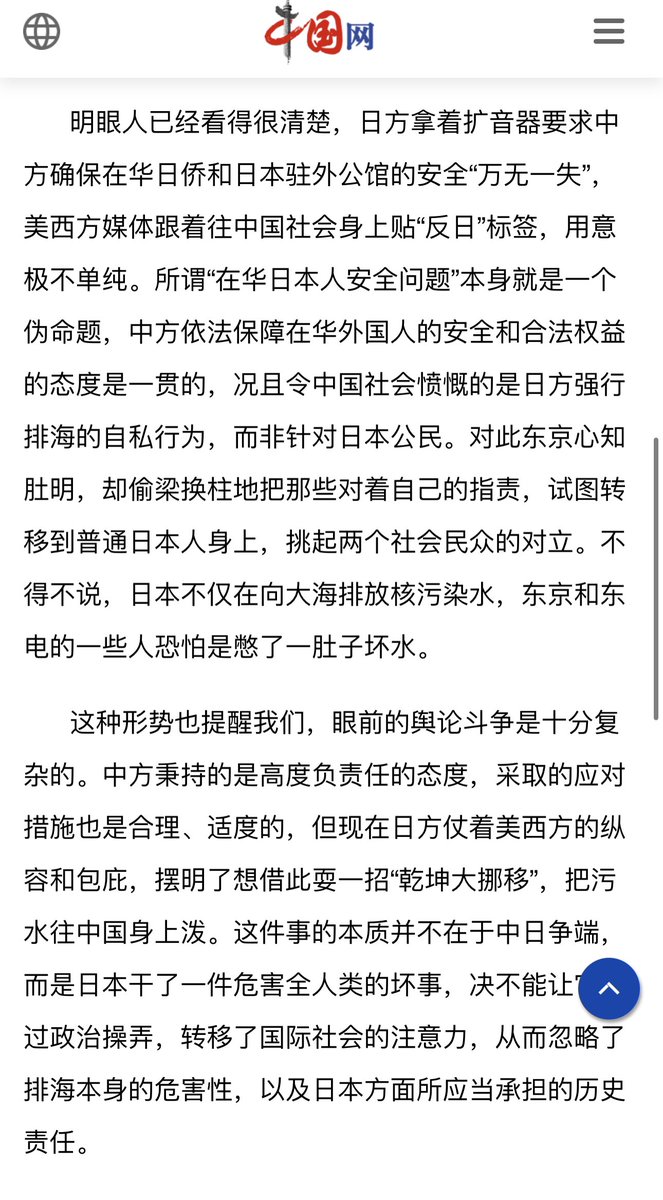 中国网
明眼人已经看得很清楚，日方拿着扩音器要求中
方确保在华日侨和日本驻外公馆的安全“万无一失”，
美西方媒体跟着往中国社会身上贴“反日”标签，用意
极不单纯。所谓“在华日本人安全问题”本身就是一个
伪命题，中方依法保障在华外国人的安全和合法权益
的态度是一贯的，况且令中国社会愤慨的是日方强行
排海的自私行为，而非针对日本公民。对此东京心知
肚明，却偷梁换柱地把那些对着自己的指责，试图转
移到普通日本人身上，挑起两个社会民众的对立。不
得不说，日本不仅在向大海排放核污染水，东京和东
电的一些人恐怕是憋了一肚子坏水。
这种形势也提醒我们，眼前的舆论斗争是十分复
杂的。中方秉持的是高度负责任的态度，采取的应对
措施也是合理、适度的，但现在日方仗着美西方的纵
容和包庇，摆明了想借此耍一招“乾坤大挪移”，把污
水往中国身上泼。这件事的本质并不在于中日争端，
而是日本干了一件危害全人类的坏事，决不能让
过政治操弄，转移了国际社会的注意力，从而忽略了
排海本身的危害性，以及日本方面所应当承担的历史
责任。